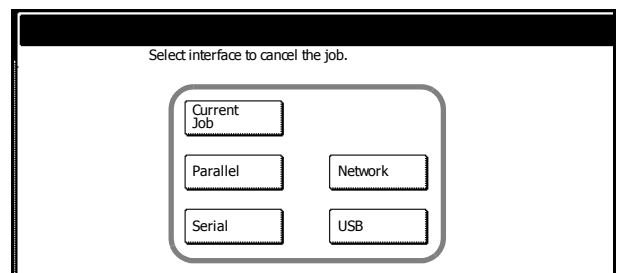 Select interface to cancel the job.
Current
Job
Parallel
Network
Serial
USB